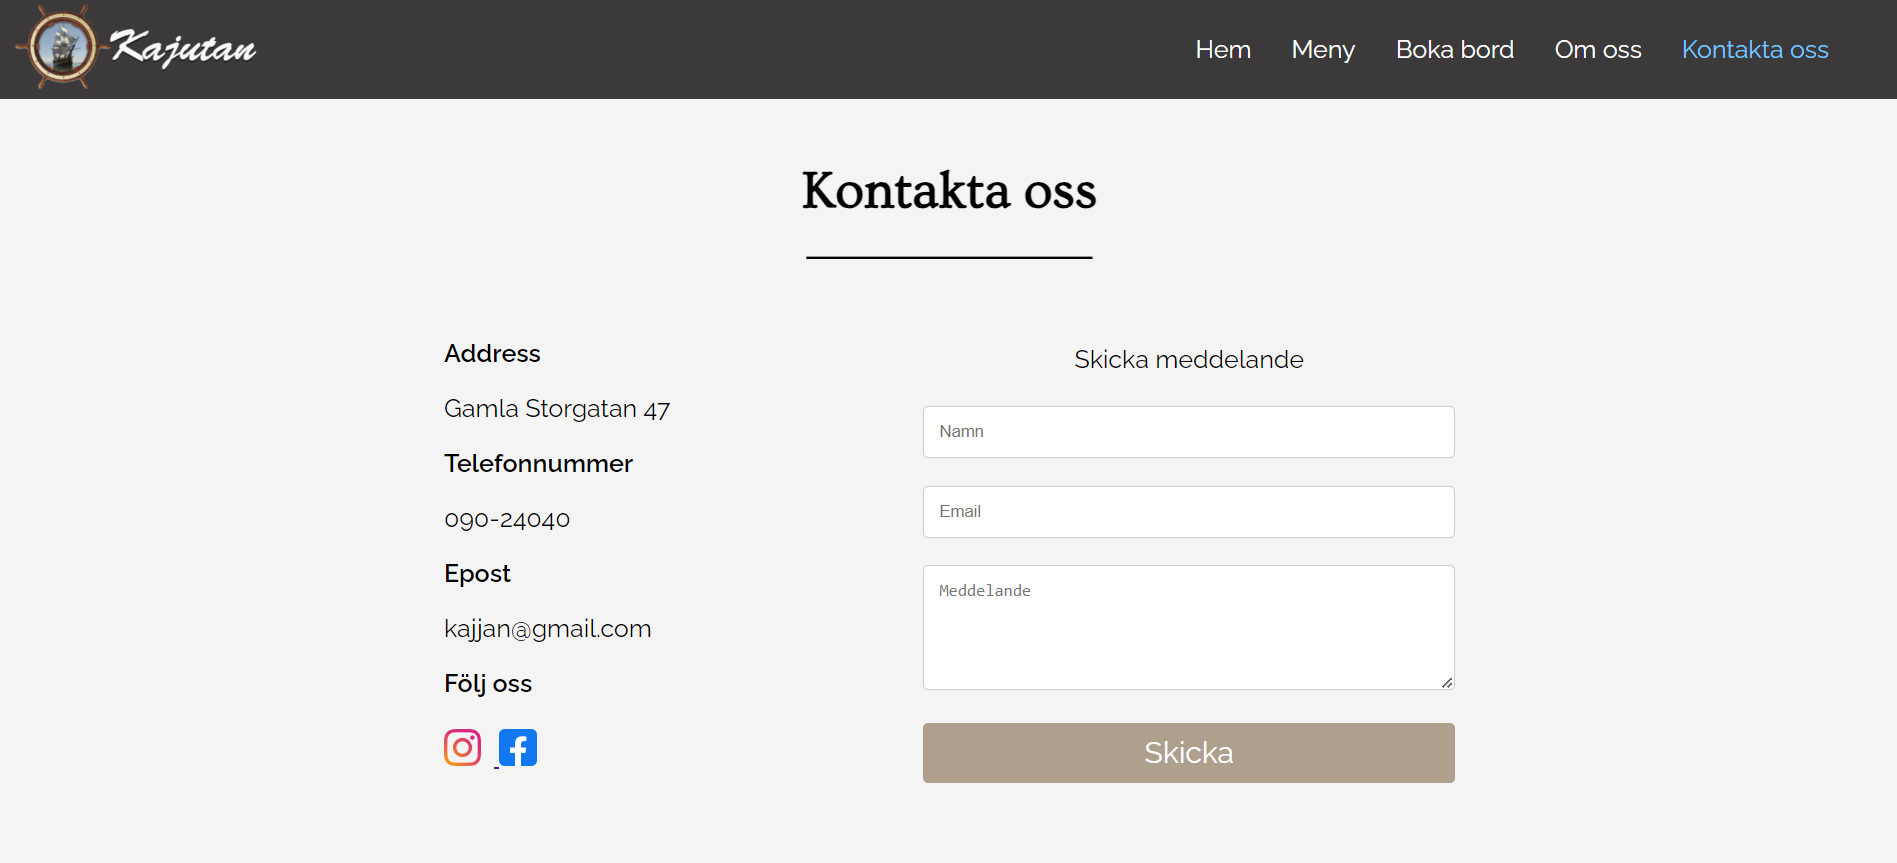 Kajutan
Hem Meny Boka bord Om oss Kontakta oss
Kontakta oss
Address
Gamla Storgatan 47
Telefonnummer
090-24040
Epost
kajjan@gmail.com
Följ oss
Skicka meddelande
Namn
Email
Meddelande
Skicka